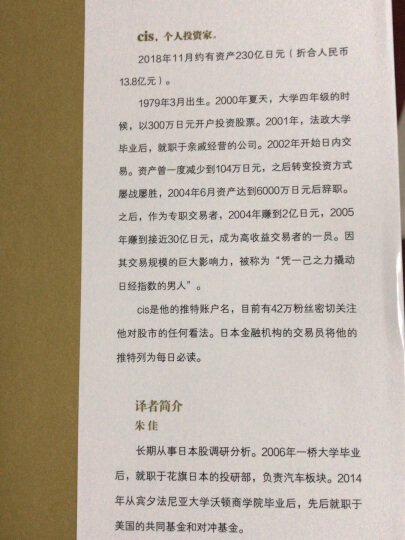 cis，个人投资家。
2018年11月约有资产230亿日元（折合人民币
13.8亿元）。
1979年3月出生。2000年夏天，大学四年级的时
候，以300万日元开户投资股票。2001年，法政大学
毕业后，就职于亲戚经营的公司。2002年开始日内交
易。资产曾一度减少到104万日元，之后转变投资方式
屡战屡胜，2004年6月资产达到6000万日元后辞职。
之后，作为专职交易者，2004年赚到2亿日元，2005
年赚到接近30亿日元，成为高收益交易者的一员。因
其交易规模的巨大影响力，被称为“凭一己之力撬动
日经指数的男人”。
cis是他的推特账户名，目前有42万粉丝密切关注
他对股市的任何看法。日本金融机构的交易员将他的
推特列为每日必读。
译者简介
朱 佳
长期从事日本股调研分析。2006年一桥大学毕业
后，就职于花旗日本的投研部，负责汽车板块。2014
年从宾夕法尼亚大学沃顿商学院毕业后，先后就职于
美国的共同基金和对冲基金。